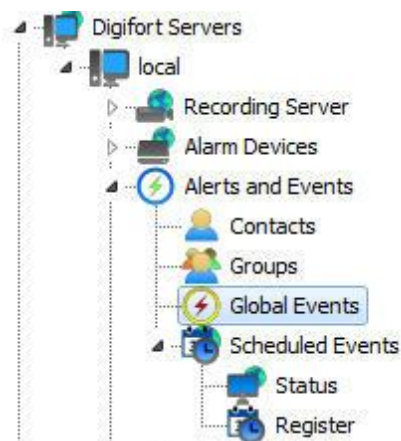 Digifort Servers
local
Recording Server
Alarm Devices
Alerts and Events
Contacts
Groups
Global Events
Scheduled Events
Status
Register